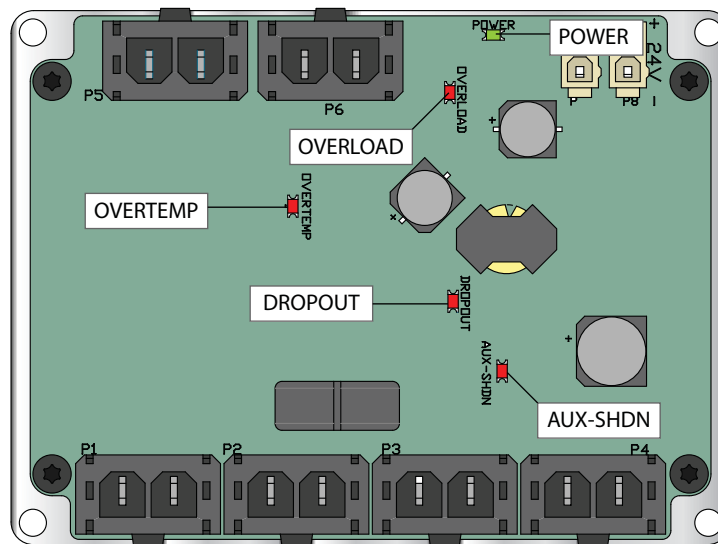 POWER
POWER
+
24V
-
P5
P6
P
P8
OVERLOAD
OVERLOAD
+
OVERTEMP
OVERTEMP
+
DROPOUT
DROPOUT
AUX-SHDN
AUX-SHDN
+
P1
P2
P3
P4